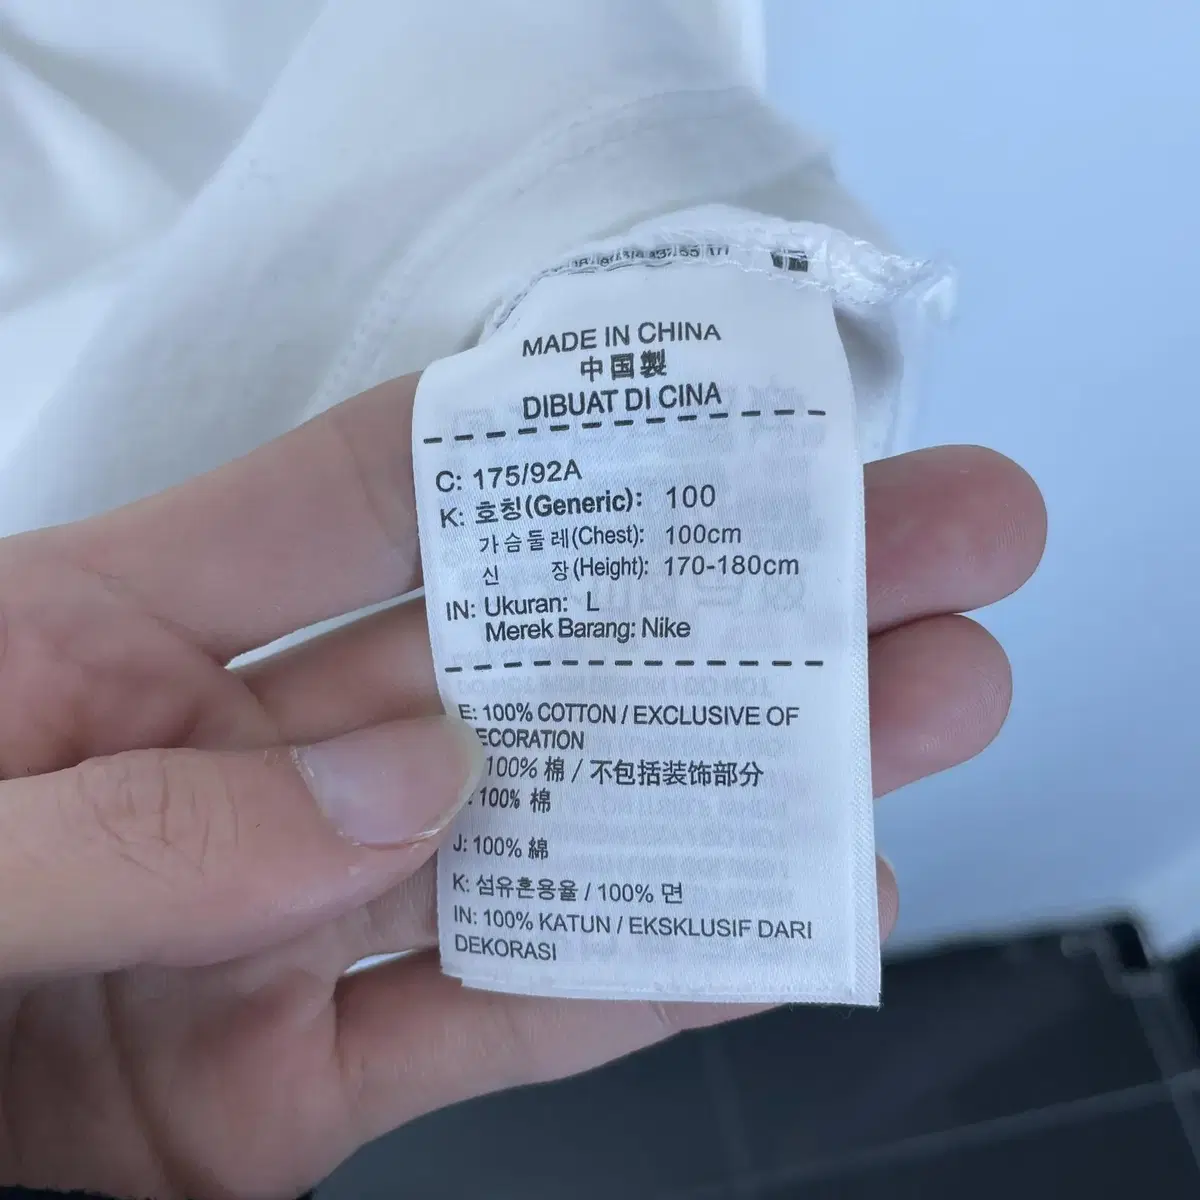 MADE IN CHINA
中国製
DIBUAT DI CINA
C: 175/92A
K: 호칭(Generic): 100
가슴둘레(Chest): 100cm
신 장(Height): 170-180cm
IN: Ukuran: L
Merek Barang: Nike
E: 100% COTTON / EXCLUSIVE OF
ECORATION
100% 棉 / 不包括装饰部分
: 100% 棉
J: 100% 綿
K: 섬유혼용율 / 100% 면
IN: 100% KATUN / EKSKLUSIF DARI
DEKORASI